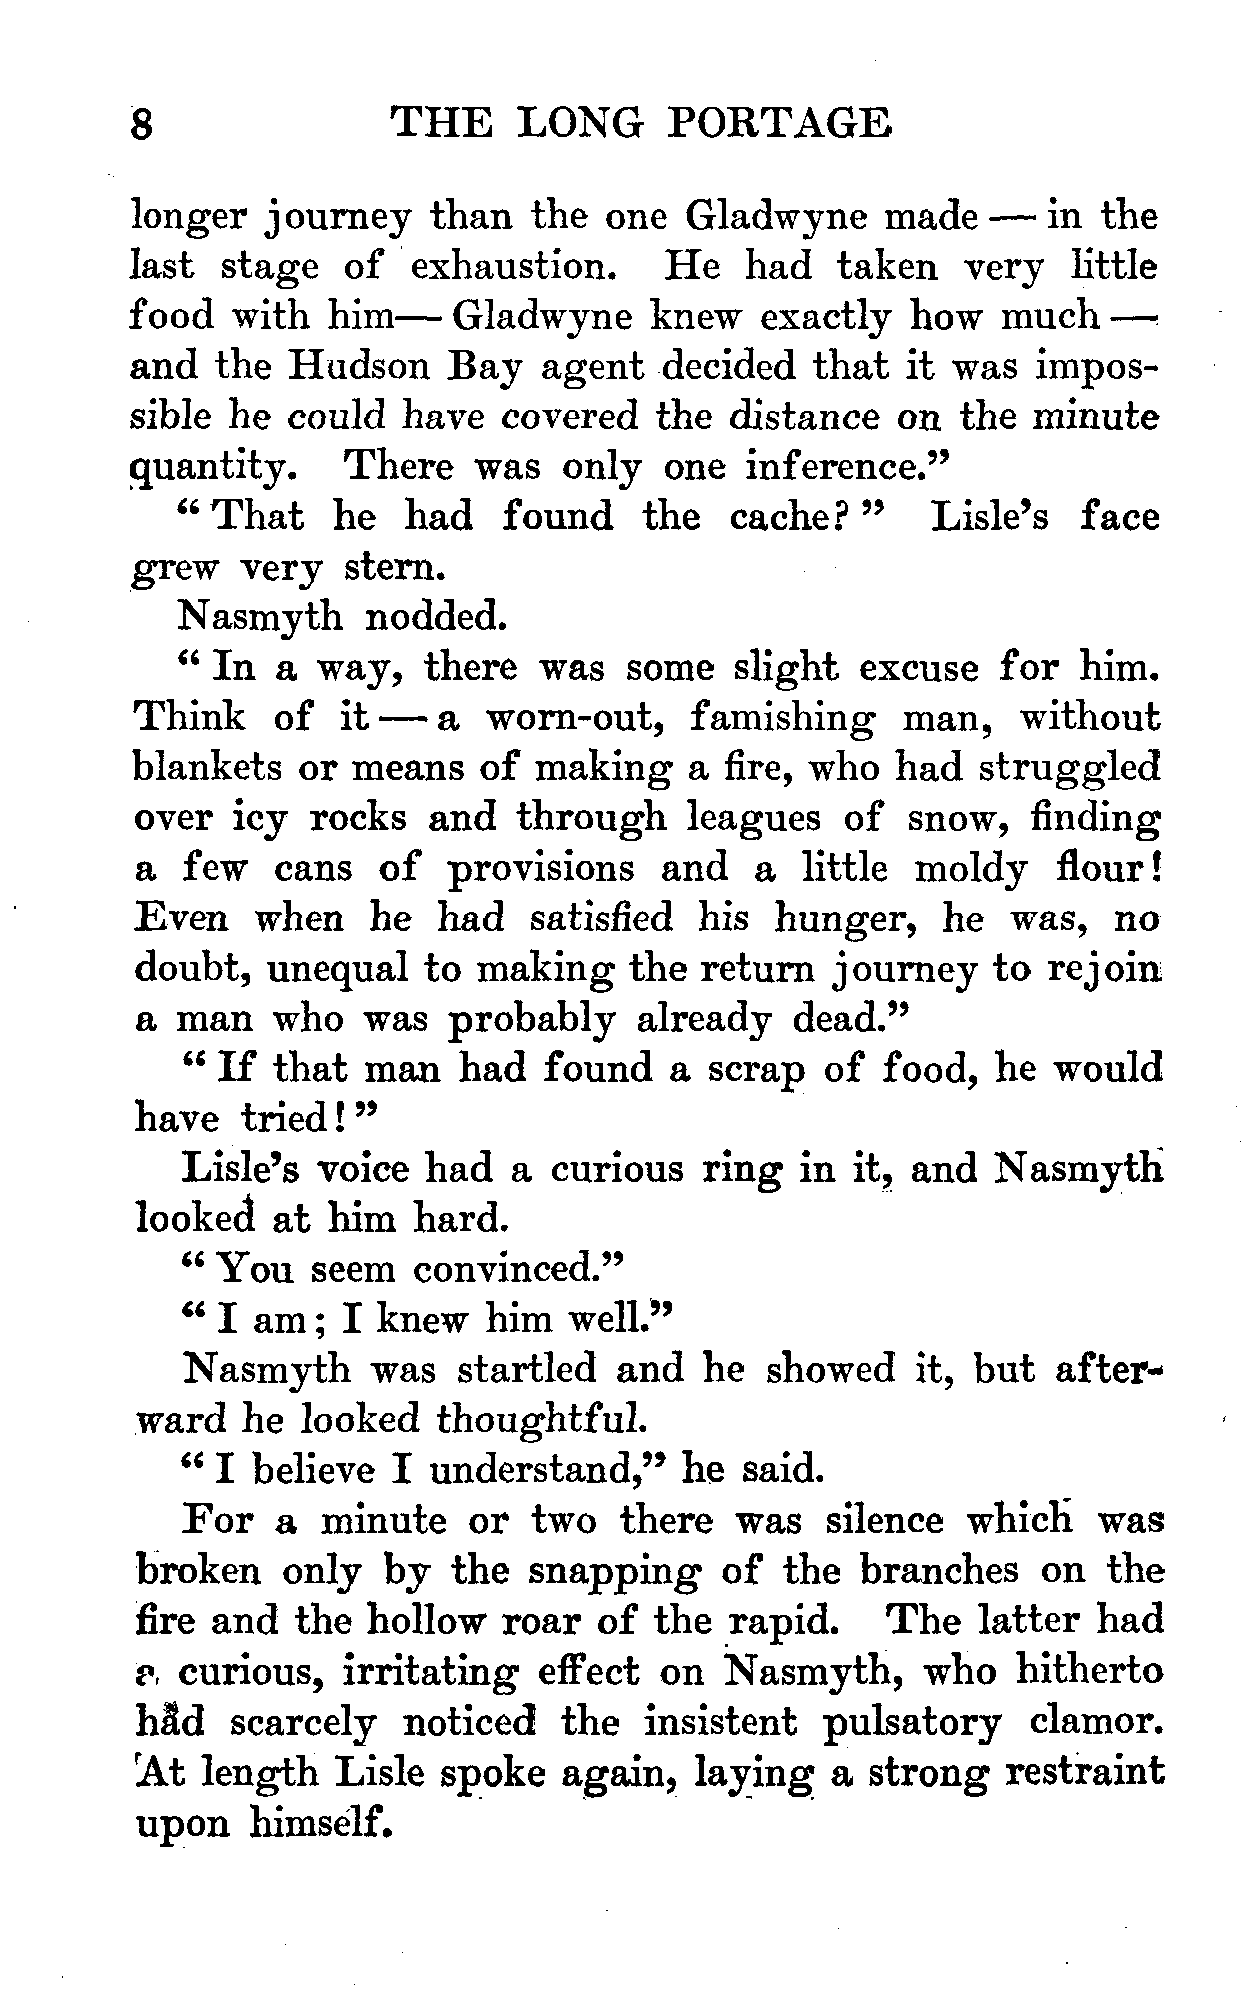 8 THE LONG PORTAGE
longer journey than the one Gladwyne made — in the
last stage of exhaustion. He had taken very little
food with him — Gladwyne knew exactly how much —
and the Hudson Bay agent decided that it was impos-
sible he could have covered the distance on the minute
quantity. There was only one inference.”
“ That he had found the cache? ” Lisle’s face
grew very stern.
Nasmyth nodded.
“ In a way, there was some slight excuse for him.
Think of it — a worn-out, famishing man, without
blankets or means of making a fire, who had struggled
over icy rocks and through leagues of snow, finding
a few cans of provisions and a little moldy flour!
Even when he had satisfied his hunger, he was, no
doubt, unequal to making the return journey to rejoin
a man who was probably already dead.”
“ If that man had found a scrap of food, he would
have tried! ”
Lisle’s voice had a curious ring in it, and Nasmyth
looked at him hard.
“ You seem convinced.”
“ I am; I knew him well.”
Nasmyth was startled and he showed it, but after-
ward he looked thoughtful.
“ I believe I understand,” he said.
For a minute or two there was silence which was
broken only by the snapping of the branches on the
fire and the hollow roar of the rapid. The latter had
a curious, irritating effect on Nasmyth, who hitherto
had scarcely noticed the insistent pulsatory clamor.
At length Lisle spoke again, laying a strong restraint
upon himself.